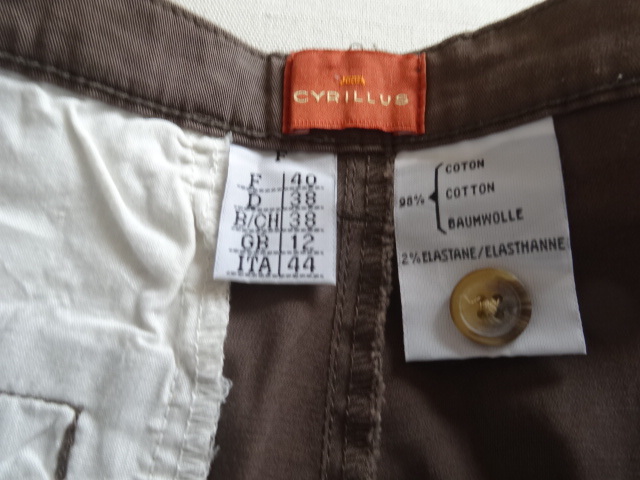 CYRILLUS
F
F 40
D 38
B/CH 38
GB 12
ITA 44
98% COTON
COTTON
BAUMWOLLE
2% ELASTANE/ELASTHANNE